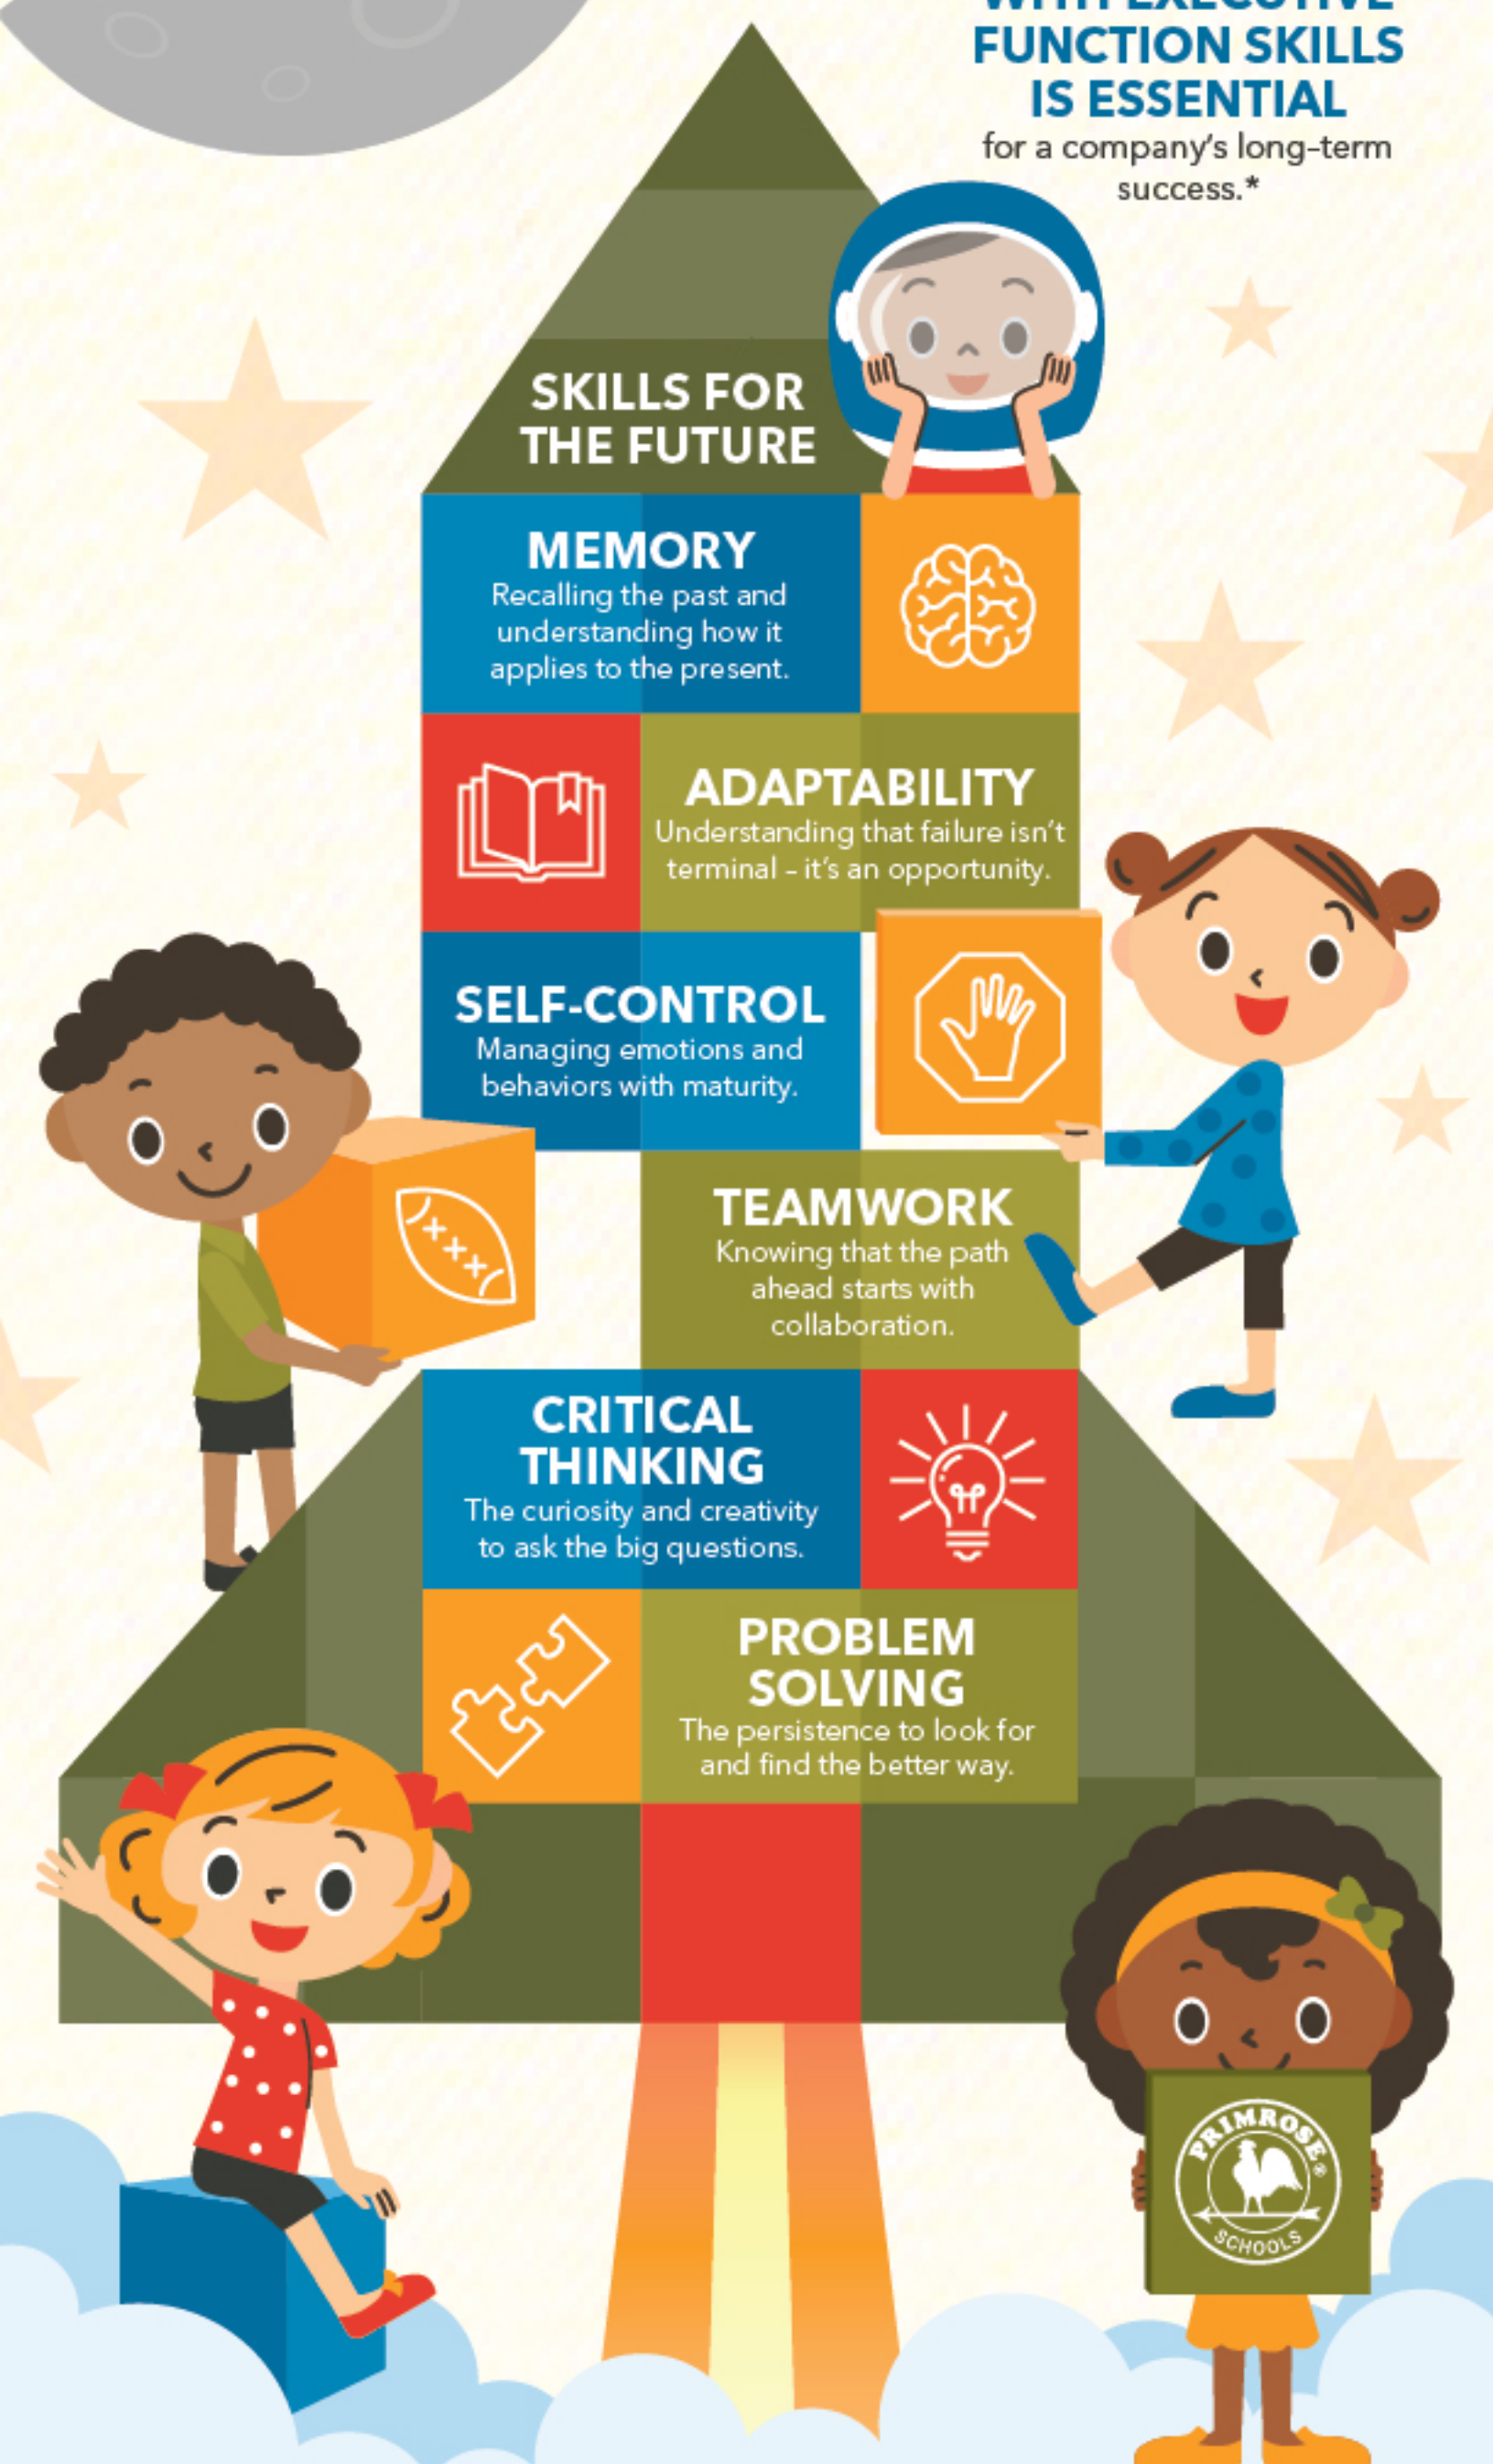 WITH EXECUTIVE
FUNCTION SKILLS
IS ESSENTIAL
for a company's long-term
success.*
SKILLS FOR
THE FUTURE
MEMORY
Recalling the past and
understanding how it
applies to the present.
ADAPTABILITY
Understanding that failure isn't
terminal – it's an opportunity.
SELF-CONTROL
Managing emotions and
behaviors with maturity.
TEAMWORK
Knowing that the path
ahead starts with
collaboration.
CRITICAL
THINKING
The curiosity and creativity
to ask the big questions.
PROBLEM
SOLVING
The persistence to look for
and find the better way.
PRIMROSE®
SCHOOLS